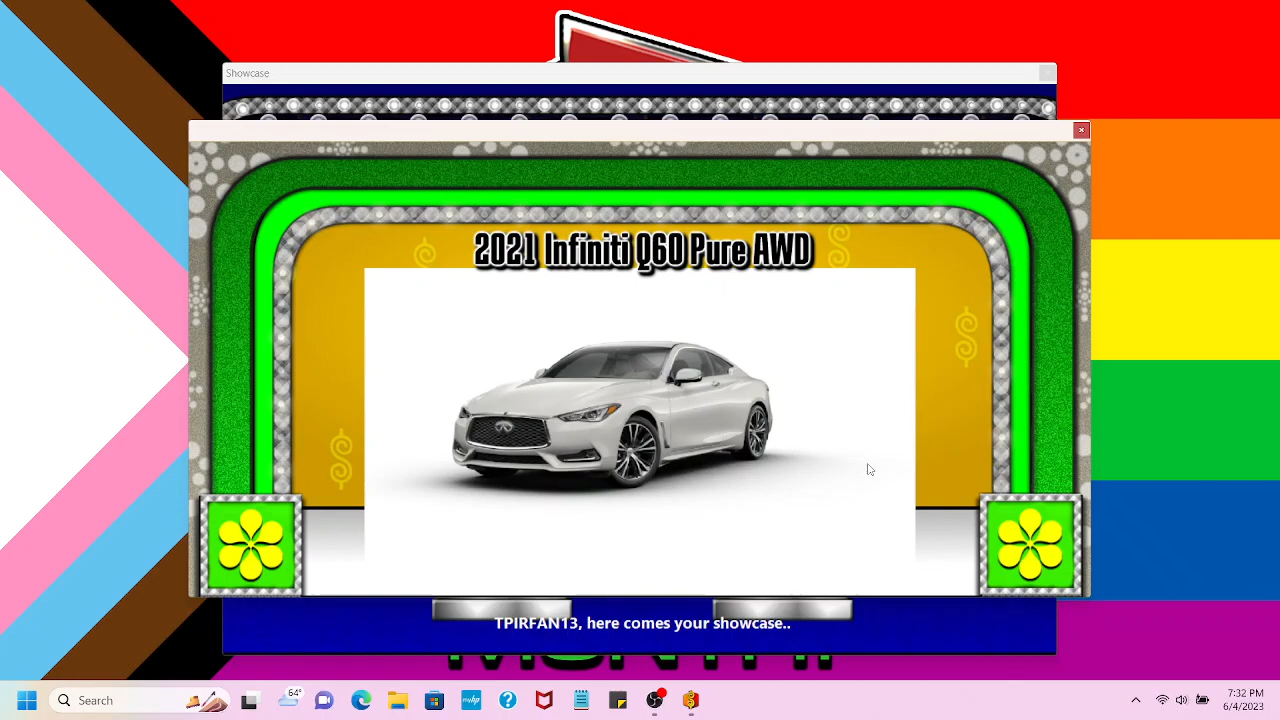 Showcase
2021 Infiniti Q60 Pure AWD
TPIRFAN13, here comes your showcase..
64°
Search
myhp
7:32 PM
6/4/2023